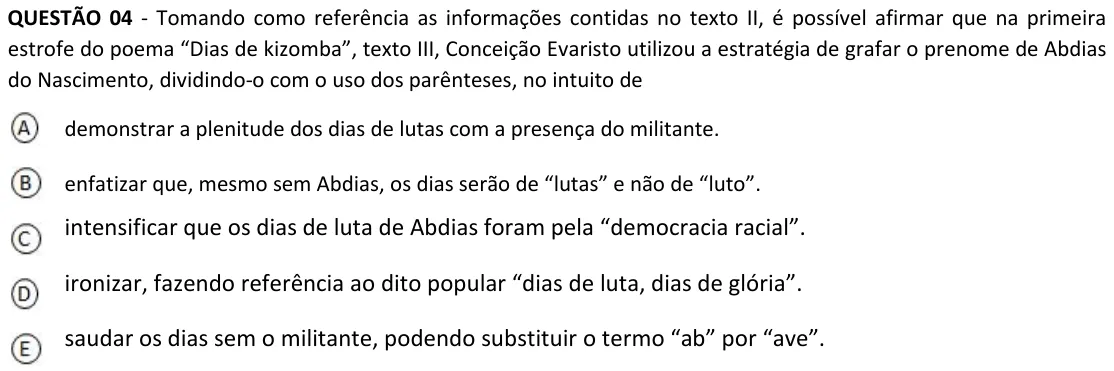 QUESTÃO 04 - Tomando como referência as informações contidas no texto II, é possível afirmar que na primeira
estrofe do poema “Dias de kizomba”, texto III, Conceição Evaristo utilizou a estratégia de grafar o prenome de Abdias
do Nascimento, dividindo-o com o uso dos parênteses, no intuito de
A demonstrar a plenitude dos dias de lutas com a presença do militante.
B enfatizar que, mesmo sem Abdias, os dias serão de “lutas” e não de “luto”.
C intensificar que os dias de luta de Abdias foram pela “democracia racial”.
D ironizar, fazendo referência ao dito popular “dias de luta, dias de glória”.
E saudar os dias sem o militante, podendo substituir o termo “ab” por “ave”.